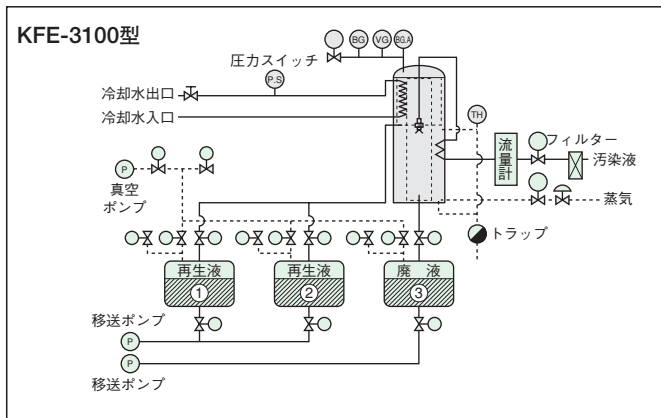 KFE-3100型
BG
VG
BG.A
圧力スイッチ
P.S
冷却水出口
冷却水入口
TH
流量計
フィルター
汚染液
P
真空
ポンプ
蒸気
トラップ
再生液
①
再生液
②
廃液
③
移送ポンプ
P
P
移送ポンプ